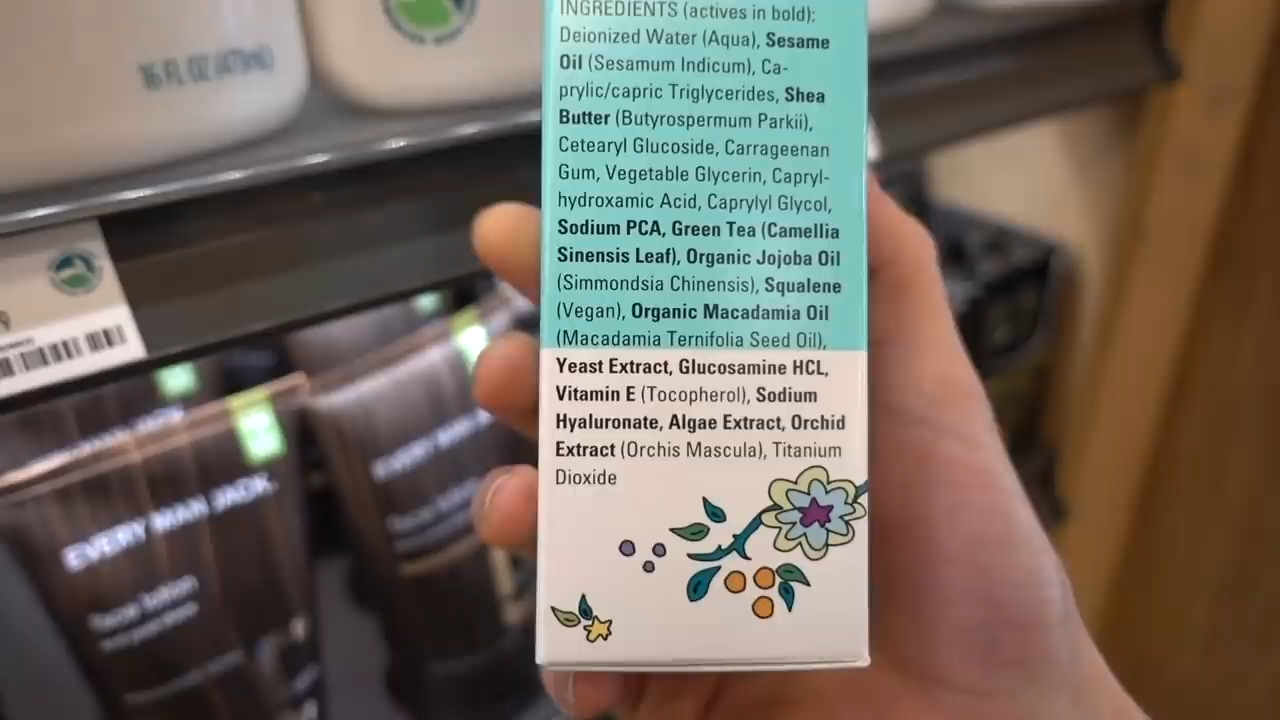 INGREDIENTS (actives in bold):
Deionized Water (Aqua), Sesame
Oil (Sesamum Indicum), Ca-
prylic/capric Triglycerides, Shea
Butter (Butyrospermum Parkii),
Cetearyl Glucoside, Carrageenan
Gum, Vegetable Glycerin, Capryl-
hydroxamic Acid, Caprylyl Glycol,
Sodium PCA, Green Tea (Camellia
Sinensis Leaf), Organic Jojoba Oil
(Simmondsia Chinensis), Squalene
(Vegan), Organic Macadamia Oil
(Macadamia Ternifolia Seed Oil),
Yeast Extract, Glucosamine HCL,
Vitamin E (Tocopherol), Sodium
Hyaluronate, Algae Extract, Orchid
Extract (Orchis Mascula), Titanium
Dioxide
16 FL OZ (473mL)
9
EVERY MAN JACK.
face lotion
EVERY MAN JACK